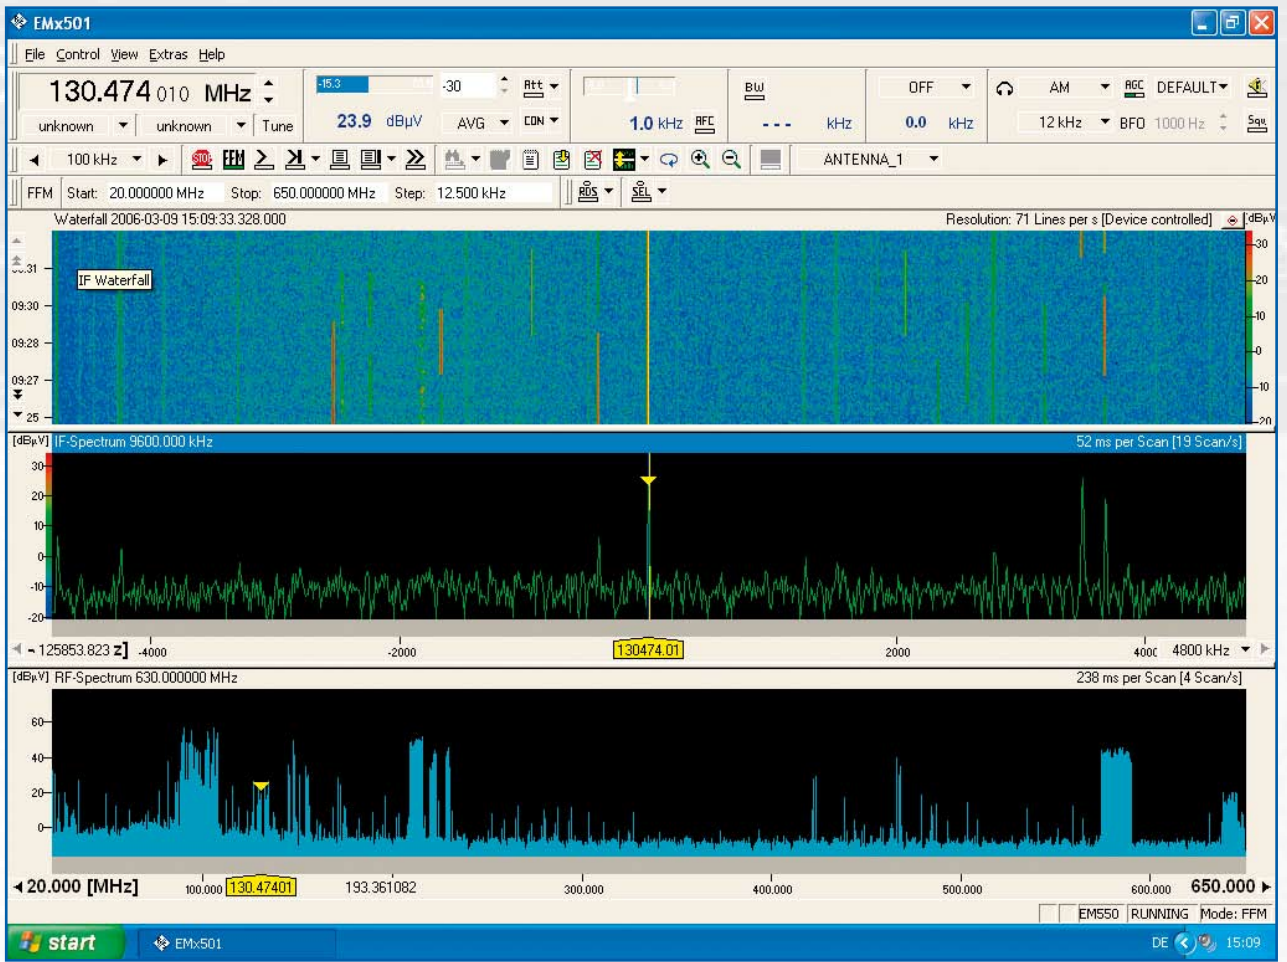 EMx501
File Control View Extras Help
130.474 010 MHz
-15.3
-30
Att
BW
OFF
AM
AGC
DEFAULT
unknown
unknown
Tune
23.9 dBµV
AVG
CON
1.0 kHz
AFC
- - - kHz
0.0 kHz
12 kHz
BFO
1000 Hz
Squ
100 kHz
STOP
FFM
ANTENNA_1
FFM
Start: 20.000000 MHz
Stop: 650.000000 MHz
Step: 12.500 kHz
RDS
SEL
Waterfall 2006-03-09 15:09:33.328.000
Resolution: 71 Lines per s [Device controlled]
[dBµV
30
20
10
0
-10
-20
IF Waterfall
09:30
09:28
09:27
25
[dBµV]
IF-Spectrum 9600.000 kHz
52 ms per Scan [19 Scan/s]
30
20
10
0
-10
-20
125853.823 z]
-4000
-2000
130474.01
2000
4000
4800 kHz
[dBµV]
RF-Spectrum 630.000000 MHz
238 ms per Scan [4 Scan/s]
60
40
20
0
20.000 [MHz]
100.000
130.47401
193.361082
300.000
400.000
500.000
600.000
650.000
EM550
RUNNING
Mode: FFM
start
EMx501
DE
15:09